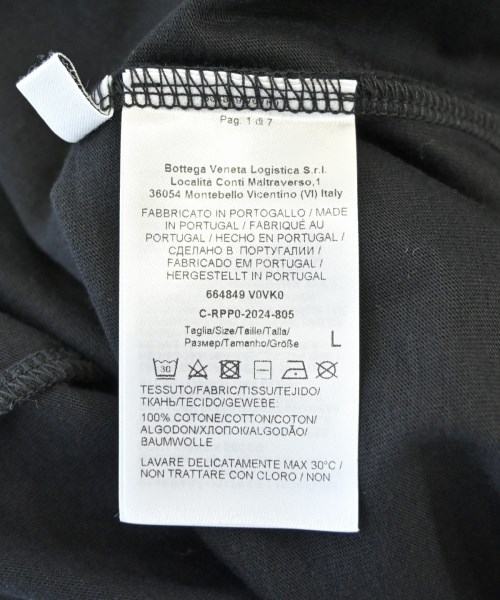 Pag. 1 di 7
Bottega Veneta Logistica S.r.l.
Localita Conti Maltraverso,1
36054 Montebello Vicentino (VI) Italy
FABBRICATO IN PORTOGALLO / MADE
IN PORTUGAL / FABRIQUÉ AU
PORTUGAL / HECHO EN PORTUGAL /
СДЕЛАНО В ПОРТУГАЛИИ /
FABRICADO EM PORTUGAL /
HERGESTELLT IN PORTUGAL
664849 V0VK0
C-RPP0-2024-805
Taglia/Size/Taille/Talla/
Размер/Tamanho/Größe L
30
TESSUTO/FABRIC/TISSU/TEJIDO/
ТКАНЬ/TECIDO/GEWEBE:
100% COTONE/COTTON/COTON/
ALGODON/ХЛОПОК/ALGODÃO/
BAUMWOLLE
LAVARE DELICATAMENTE MAX 30°C /
NON TRATTARE CON CLORO / NON